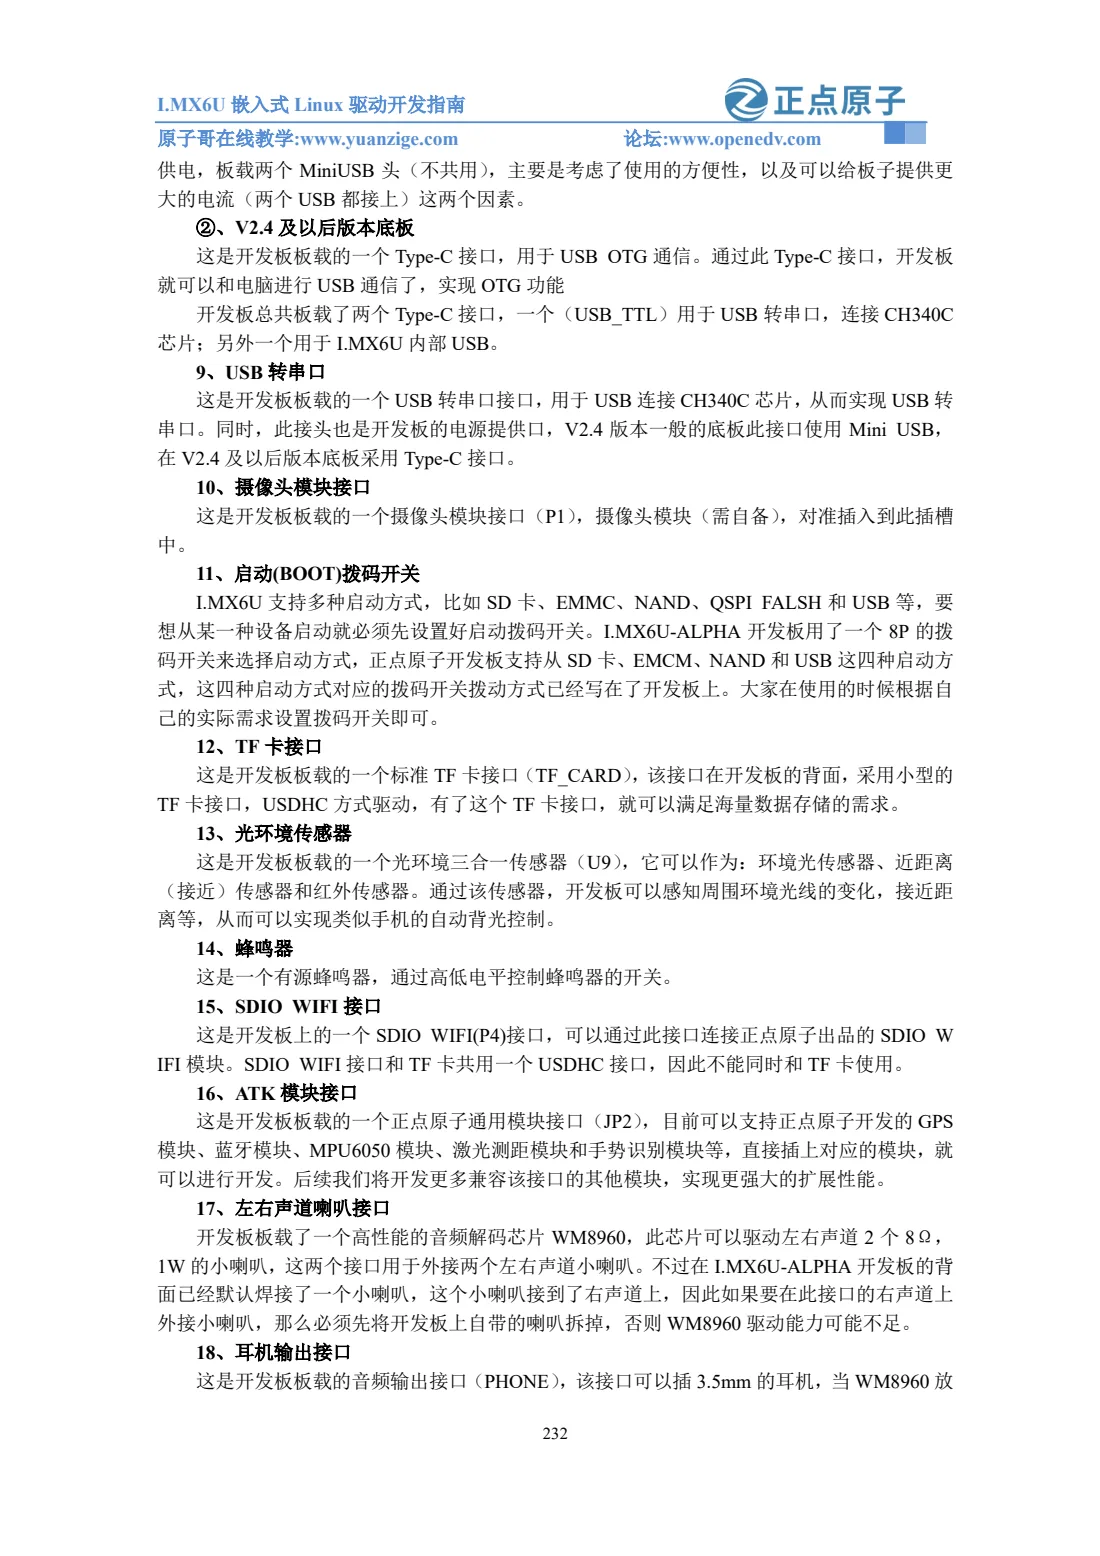 I.MX6U 嵌入式 Linux 驱动开发指南
正点原子
原子哥在线教学:www.yuanzige.com 论坛:www.openedv.com
供电，板载两个 MiniUSB 头（不共用），主要是考虑了使用的方便性，以及可以给板子提供更
大的电流（两个 USB 都接上）这两个因素。
②、V2.4 及以后版本底板
这是开发板板载的一个 Type-C 接口，用于 USB OTG 通信。通过此 Type-C 接口，开发板
就可以和电脑进行 USB 通信了，实现 OTG 功能
开发板总共板载了两个 Type-C 接口，一个（USB_TTL）用于 USB 转串口，连接 CH340C
芯片；另外一个用于 I.MX6U 内部 USB。
9、USB 转串口
这是开发板板载的一个 USB 转串口接口，用于 USB 连接 CH340C 芯片，从而实现 USB 转
串口。同时，此接头也是开发板的电源提供口，V2.4 版本一般的底板此接口使用 Mini USB，
在 V2.4 及以后版本底板采用 Type-C 接口。
10、摄像头模块接口
这是开发板板载的一个摄像头模块接口（P1），摄像头模块（需自备），对准插入到此插槽
中。
11、启动(BOOT)拨码开关
I.MX6U 支持多种启动方式，比如 SD 卡、EMMC、NAND、QSPI FALSH 和 USB 等，要
想从某一种设备启动就必须先设置好启动拨码开关。I.MX6U-ALPHA 开发板用了一个 8P 的拨
码开关来选择启动方式，正点原子开发板支持从 SD 卡、EMCM、NAND 和 USB 这四种启动方
式，这四种启动方式对应的拨码开关拨动方式已经写在了开发板上。大家在使用的时候根据自
己的实际需求设置拨码开关即可。
12、TF 卡接口
这是开发板板载的一个标准 TF 卡接口（TF_CARD），该接口在开发板的背面，采用小型的
TF 卡接口，USDHC 方式驱动，有了这个 TF 卡接口，就可以满足海量数据存储的需求。
13、光环境传感器
这是开发板板载的一个光环境三合一传感器（U9），它可以作为：环境光传感器、近距离
（接近）传感器和红外传感器。通过该传感器，开发板可以感知周围环境光线的变化，接近距
离等，从而可以实现类似手机的自动背光控制。
14、蜂鸣器
这是一个有源蜂鸣器，通过高低电平控制蜂鸣器的开关。
15、SDIO WIFI 接口
这是开发板上的一个 SDIO WIFI(P4)接口，可以通过此接口连接正点原子出品的 SDIO W
IFI 模块。SDIO WIFI 接口和 TF 卡共用一个 USDHC 接口，因此不能同时和 TF 卡使用。
16、ATK 模块接口
这是开发板板载的一个正点原子通用模块接口（JP2），目前可以支持正点原子开发的 GPS
模块、蓝牙模块、MPU6050 模块、激光测距模块和手势识别模块等，直接插上对应的模块，就
可以进行开发。后续我们将开发更多兼容该接口的其他模块，实现更强大的扩展性能。
17、左右声道喇叭接口
开发板板载了一个高性能的音频解码芯片 WM8960，此芯片可以驱动左右声道 2 个 8Ω，
1W 的小喇叭，这两个接口用于外接两个左右声道小喇叭。不过在 I.MX6U-ALPHA 开发板的背
面已经默认焊接了一个小喇叭，这个小喇叭接到了右声道上，因此如果要在此接口的右声道上
外接小喇叭，那么必须先将开发板上自带的喇叭拆掉，否则 WM8960 驱动能力可能不足。
18、耳机输出接口
这是开发板板载的音频输出接口（PHONE），该接口可以插 3.5mm 的耳机，当 WM8960 放
232